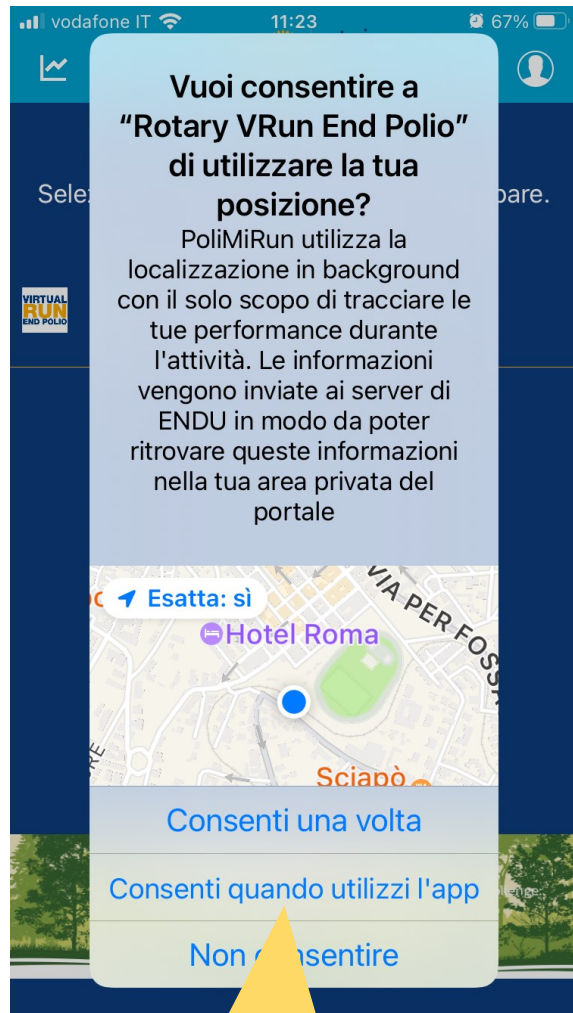 vodafone IT 11:23 67%
Vuoi consentire a
“Rotary VRun End Polio”
di utilizzare la tua
posizione?
PoliMiRun utilizza la
localizzazione in background
con il solo scopo di tracciare le
tue performance durante
l'attività. Le informazioni
vengono inviate ai server di
ENDU in modo da poter
ritrovare queste informazioni
nella tua area privata del
portale
VIRTUAL
RUN
END POLIO
Esatta: sì
VIA PER FOSSA
Hotel Roma
Sciapò
Consenti una volta
Consenti quando utilizzi l'app
Non consentire